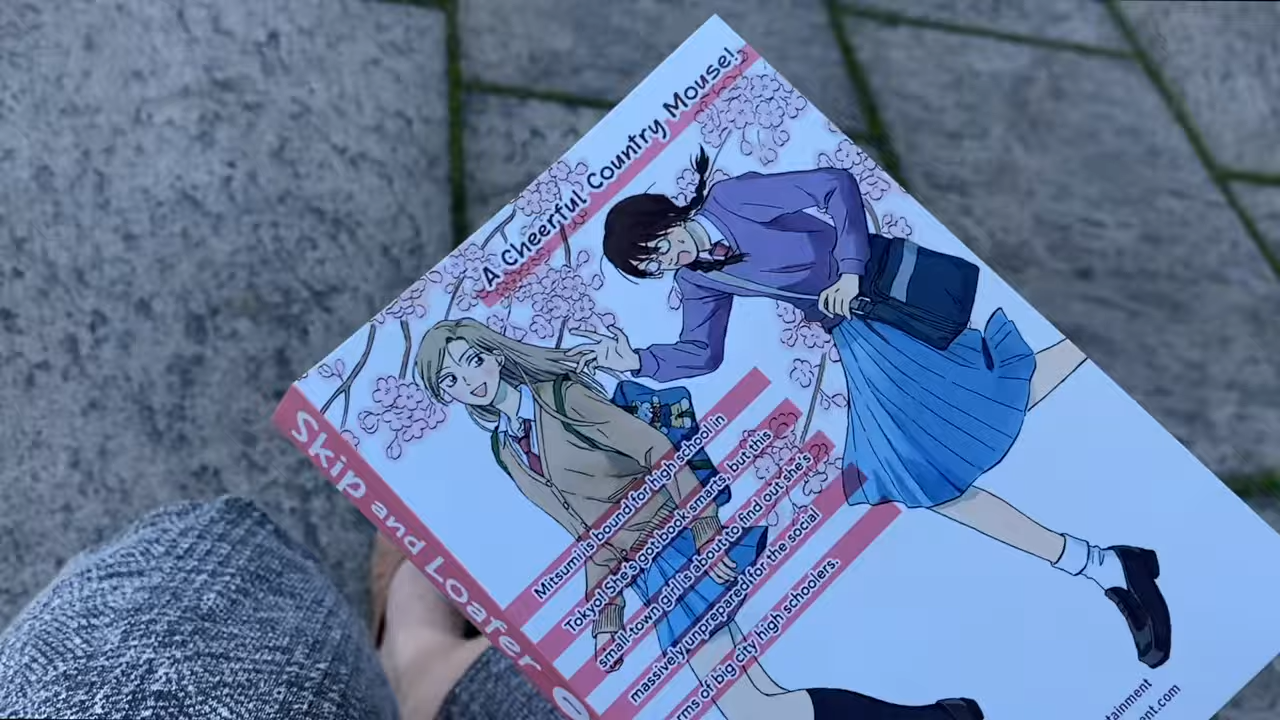 A Cheerful Country Mouse!
Skip and Loafer
Mitsumi is bound for high school in
Tokyo! She's got book smarts, but this
small-town girl is about to find out she's
massively unprepared for the social
rms of big city high schoolers.
tainment
ent.com